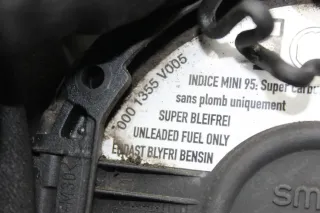 000 1355 V005
INDICE MINI 95: Super carb
sans plomb uniquement
SUPER BLEIFREI
UNLEADED FUEL ONLY
BLYFRI BENSIN
sm